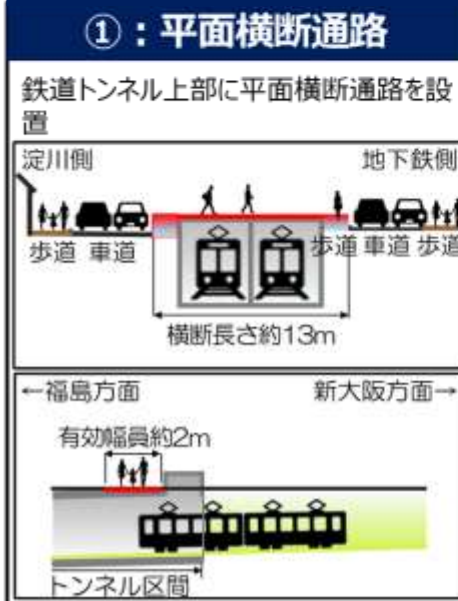 ①：平面横断通路
鉄道トンネル上部に平面横断通路を設
置
淀川側 地下鉄側
歩道 車道 歩道 車道 歩道
横断長さ約13m
←福島方面 新大阪方面→
有効幅員約2m
トンネル区間